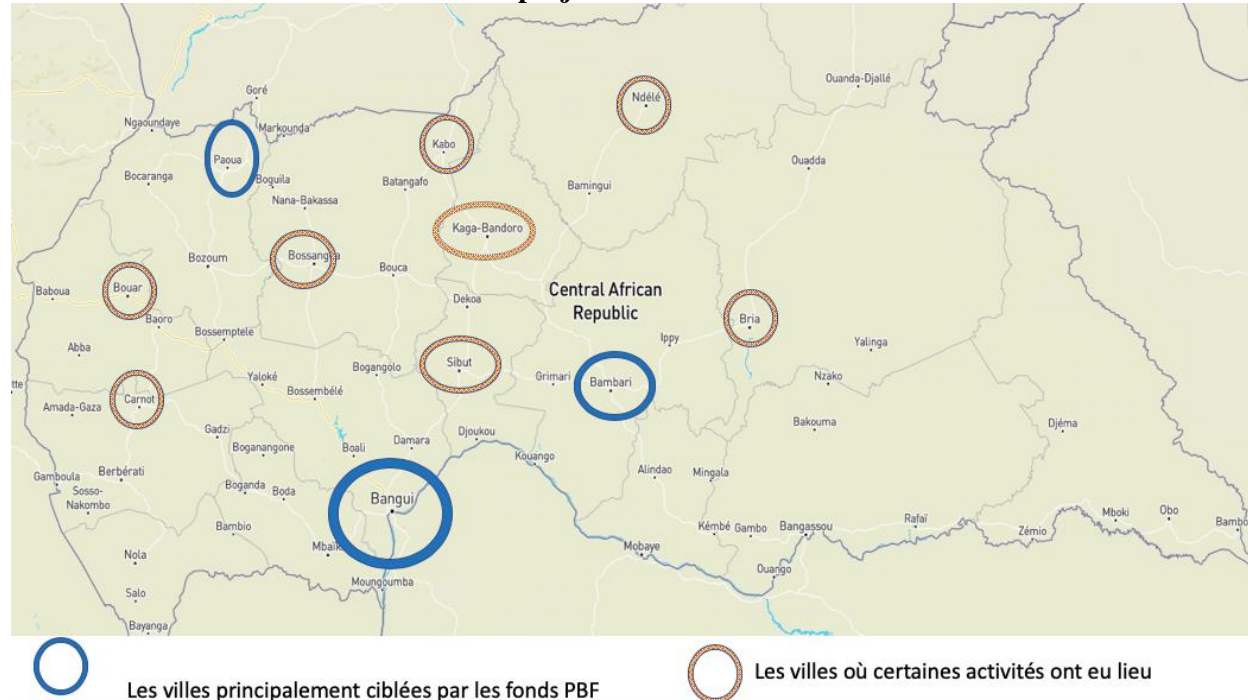 Goré
Ouanda-Djallé
Ndélé
Ngaoundaye
Markounda
Kabo
Paoua
Ouadda
Bocaranga
Boguila
Batangafo
Bamingui
Nana-Bakassa
Kaga-Bandoro
Bozoum
Bossangoa
Bouca
Baboua
Bouar
Dekoa
Central African
Republic
Baoro
Bria
Bossemptele
Ippy
Abba
Yalinga
Sibut
Bogangolo
Yaloké
Grimari
Bambari
Nzako
Bossembélé
Carnot
Amada-Gaza
Bakouma
Djéma
Gadzi
Djoukou
Damara
Boganangone
Boali
Kouango
Berbérati
Alindao
Mingala
Gamboula
Sosso-
Nakombo
Boganda
Boda
Bangui
Mboki
Obo
Rafaï
Bambo
Bambio
Kémbé
Gambo
Bangassou
Zémio
Mbaïk
Mobaye
Nola
Ouango
Moungoumba
Salo
Bayanga
Les villes principalement ciblées par les fonds PBF
Les villes où certaines activités ont eu lieu